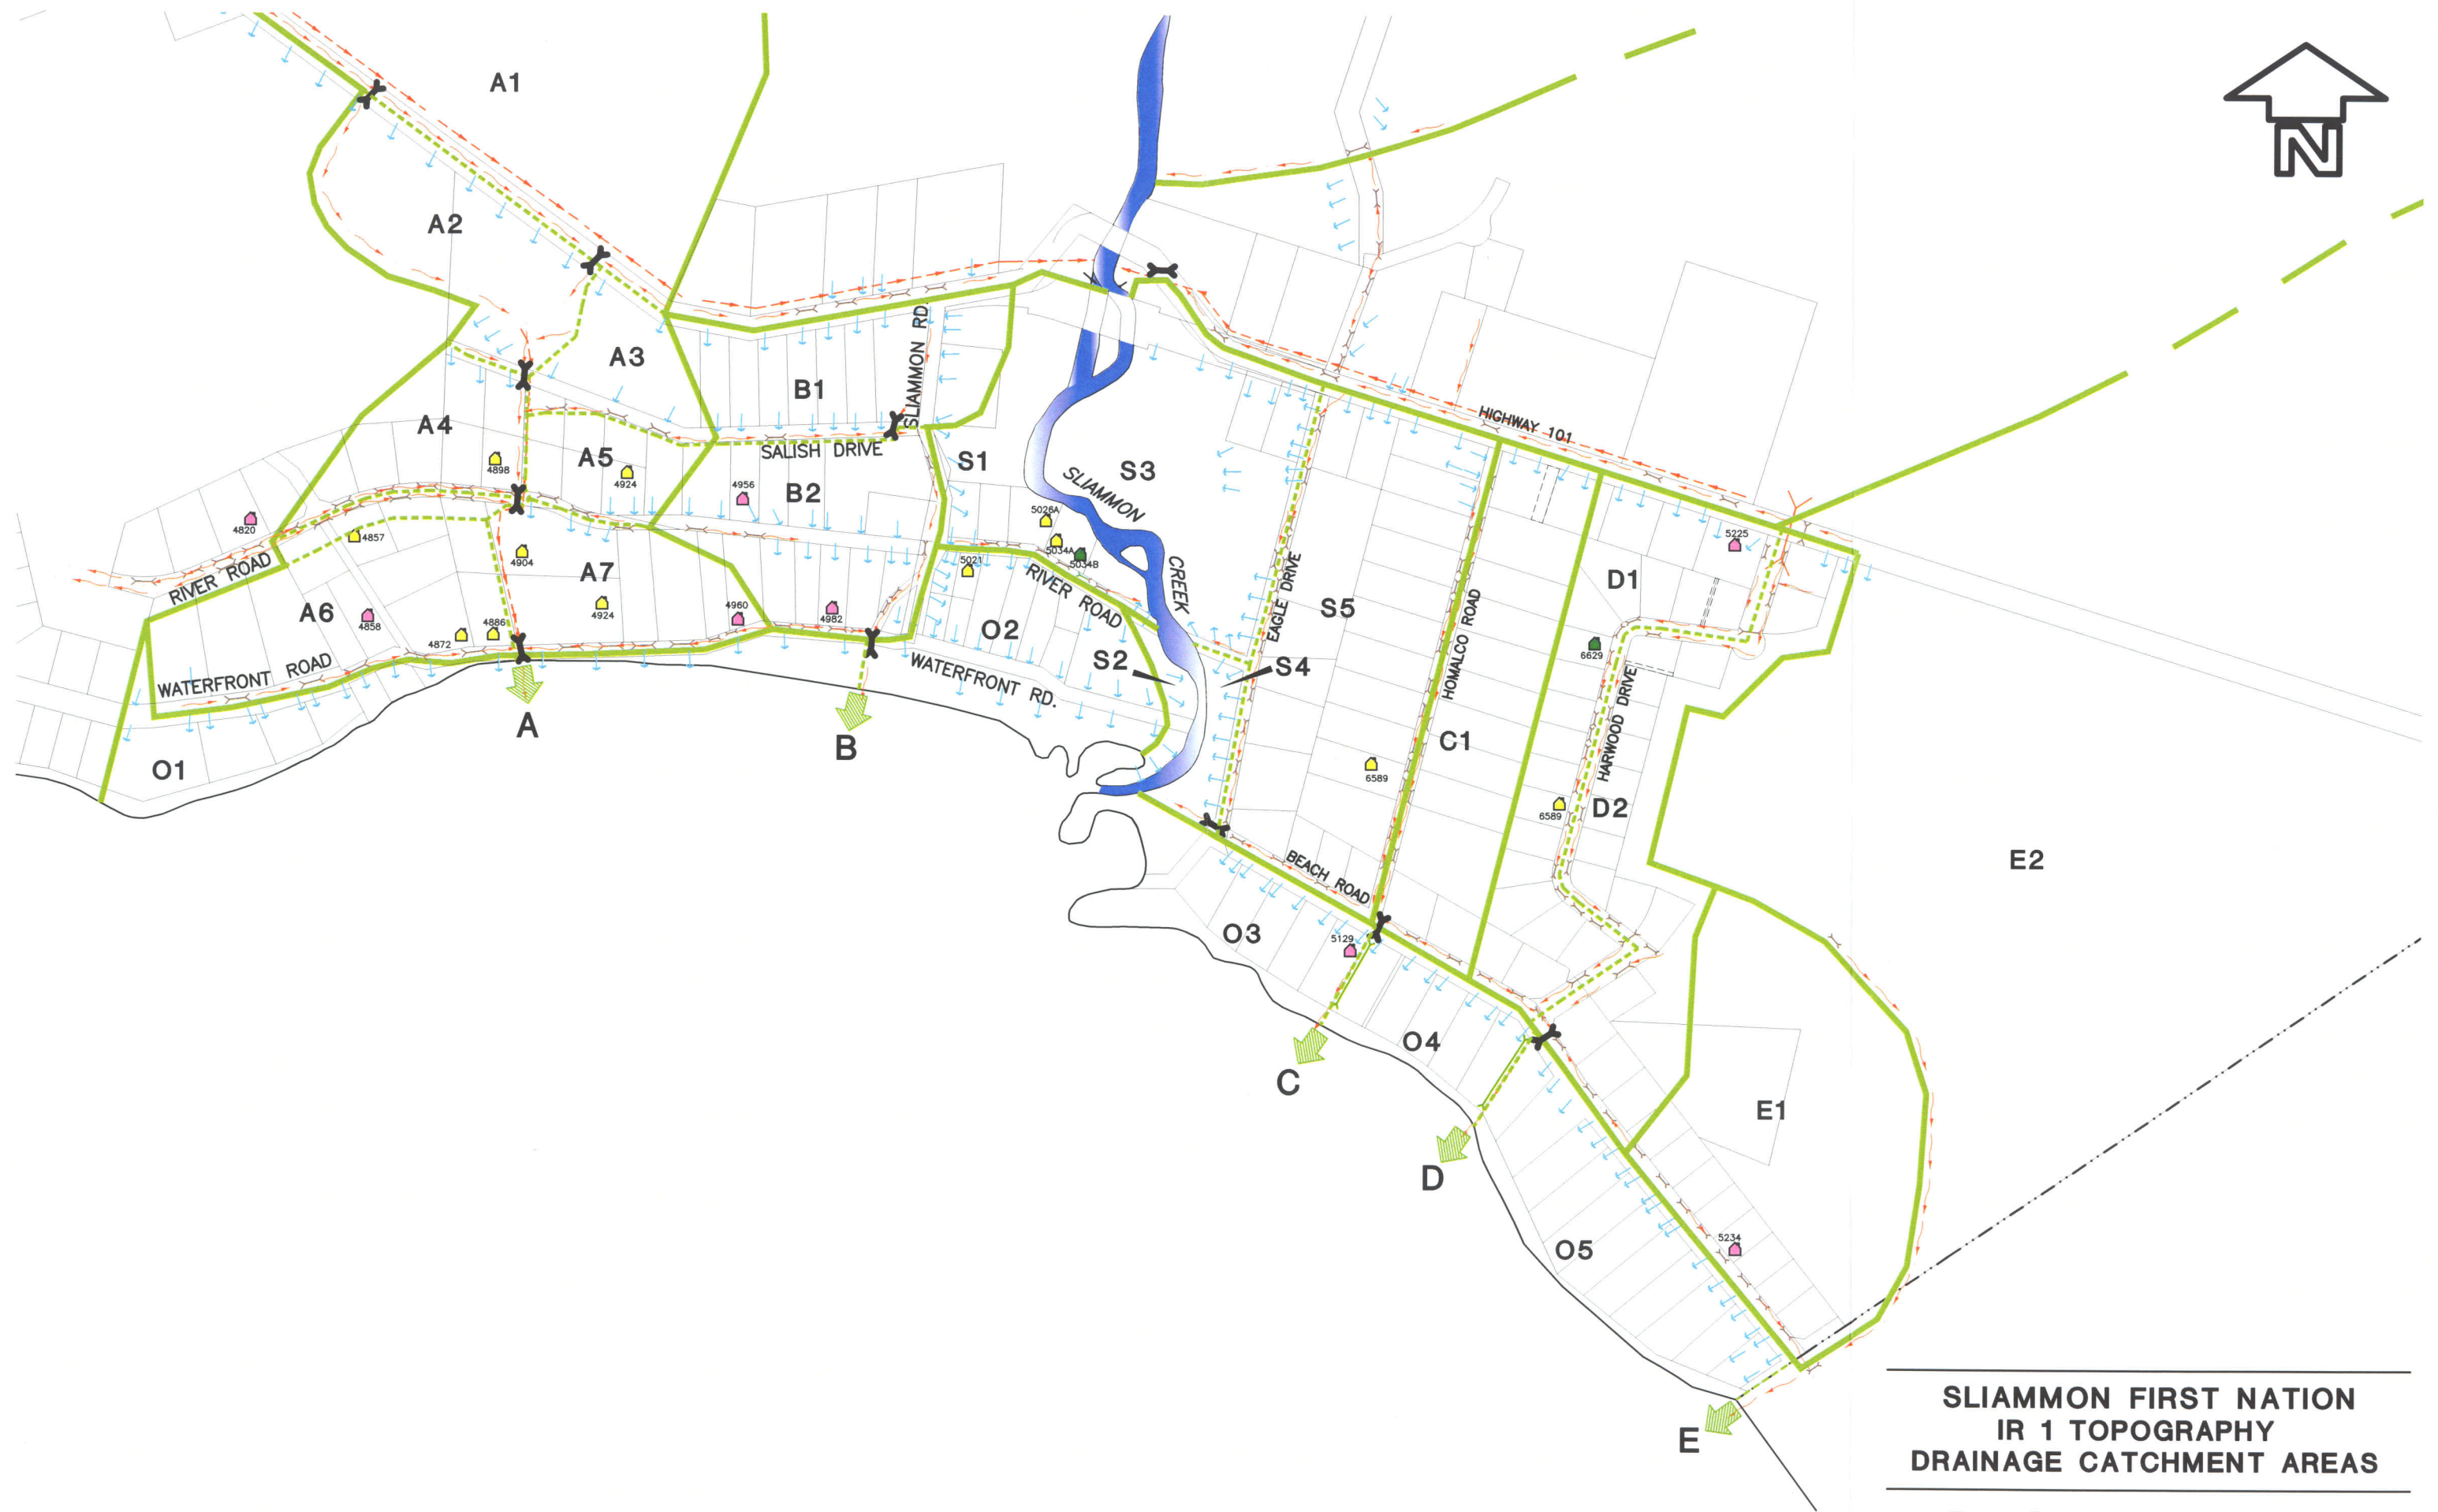 A1
N
A2
A3
SLIAMMON RD.
B1
HIGHWAY 101
A4
4898
A5
4924
SALISH DRIVE
4956
B2
S1
S3
SLIAMMON
CREEK
4820
4857
4904
RIVER ROAD
A7
4924
A6
4858
4872
4886
WATERFRONT ROAD
4960
4982
5026A
5034A
5034B
5021
RIVER ROAD
O2
S2
S4
EAGLE DRIVE
S5
HOMALCO ROAD
5225
D1
6629
HARWOOD DRIVE
WATERFRONT RD.
A
B
O1
C1
6589
6589
D2
BEACH ROAD
E2
O3
5129
O4
C
D
E1
O5
5234
E
SLIAMMON FIRST NATION
IR 1 TOPOGRAPHY
DRAINAGE CATCHMENT AREAS